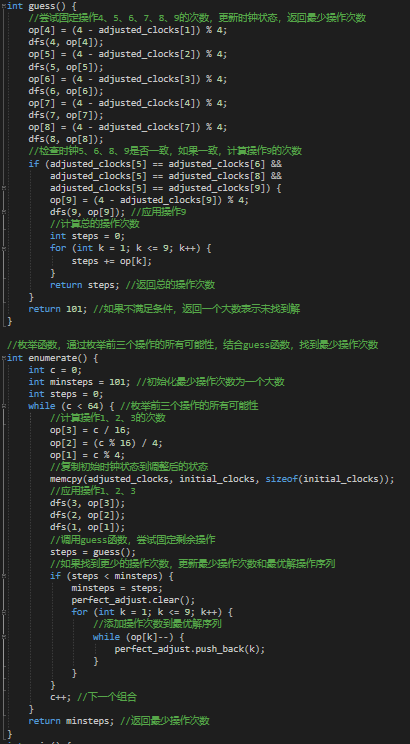 int guess() {
//尝试固定操作4、5、6、7、8、9的次数，更新时钟状态，返回最少操作次数
op[4] = (4 - adjusted_clocks[1]) % 4;
dfs(4, op[4]);
op[5] = (4 - adjusted_clocks[2]) % 4;
dfs(5, op[5]);
op[6] = (4 - adjusted_clocks[3]) % 4;
dfs(6, op[6]);
op[7] = (4 - adjusted_clocks[4]) % 4;
dfs(7, op[7]);
op[8] = (4 - adjusted_clocks[7]) % 4;
dfs(8, op[8]);
//检查时钟5、6、8、9是否一致，如果一致，计算操作9的次数
if (adjusted_clocks[5] == adjusted_clocks[6] &&
adjusted_clocks[5] == adjusted_clocks[8] &&
adjusted_clocks[5] == adjusted_clocks[9]) {
op[9] = (4 - adjusted_clocks[9]) % 4;
dfs(9, op[9]); //应用操作9
//计算总的操作次数
int steps = 0;
for (int k = 1; k <= 9; k++) {
steps += op[k];
}
return steps; //返回总的操作次数
}
return 101; //如果不满足条件，返回一个大数表示未找到解
}
//枚举函数，通过枚举前三个操作的所有可能性，结合guess函数，找到最少操作次数
int enumerate() {
int c = 0;
int minsteps = 101; //初始化最少操作次数为一个大数
int steps = 0;
while (c < 64) { //枚举前三个操作的所有可能性
//计算操作1、2、3的次数
op[3] = c / 16;
op[2] = (c % 16) / 4;
op[1] = c % 4;
//复制初始时钟状态到调整后的状态
memcpy(adjusted_clocks, initial_clocks, sizeof(initial_clocks));
//应用操作1、2、3
dfs(3, op[3]);
dfs(2, op[2]);
dfs(1, op[1]);
//调用guess函数，尝试固定剩余操作
steps = guess();
//如果找到更少的操作次数，更新最少操作次数和最优解操作序列
if (steps < minsteps) {
minsteps = steps;
perfect_adjust.clear();
for (int k = 1; k <= 9; k++) {
//添加操作次数到最优解序列
while (op[k]--) {
perfect_adjust.push_back(k);
}
}
}
c++; //下一个组合
}
return minsteps; //返回最少操作次数
}